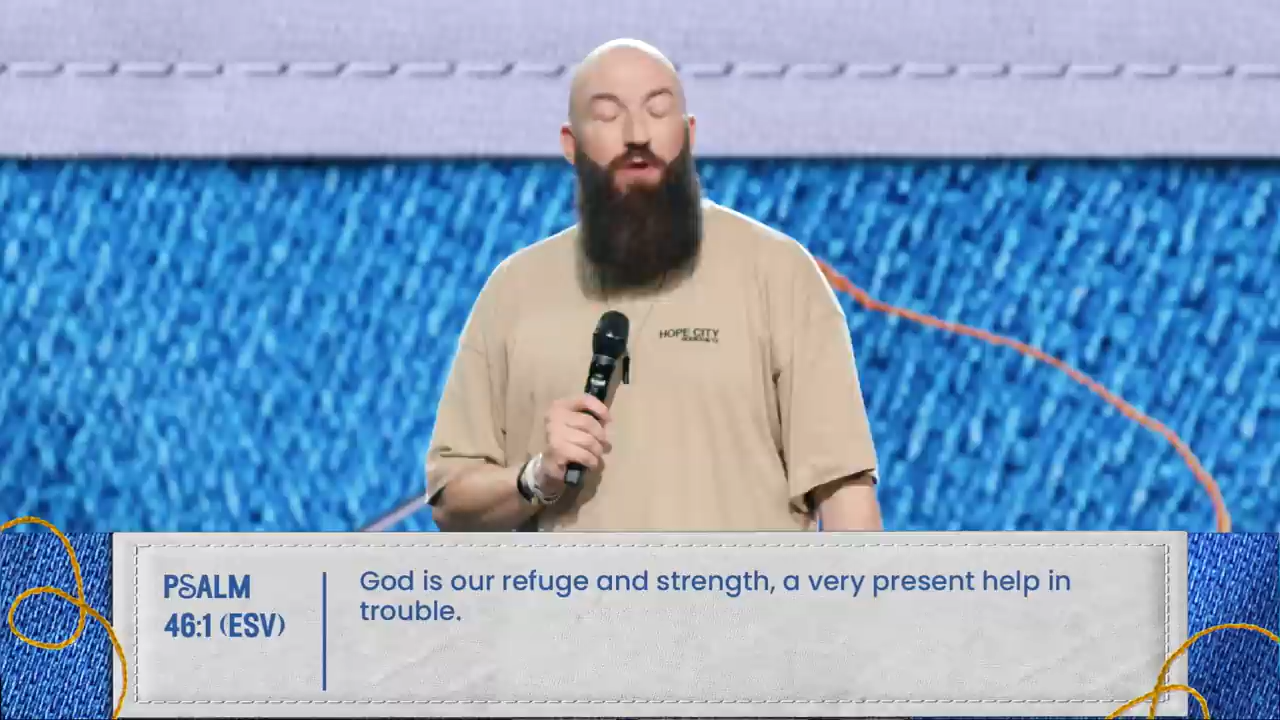 HOPE CITY
PSALM
46:1 (ESV)
God is our refuge and strength, a very present help in
trouble.